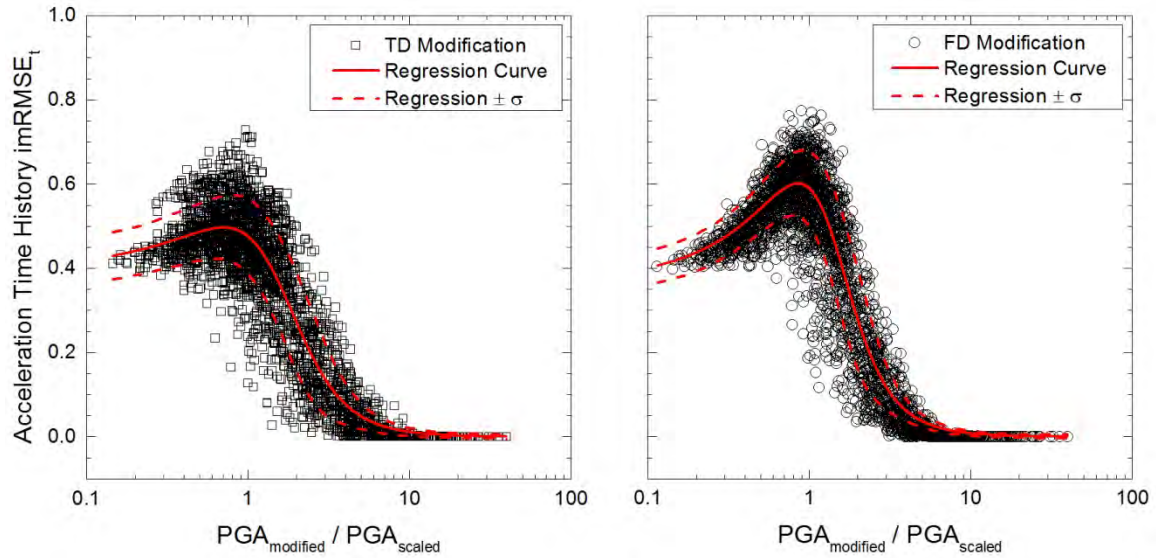 Acceleration Time History imRMSE_t
1.0
0.8
0.6
0.4
0.2
0.0
TD Modification
Regression Curve
Regression ± σ
0.1 1 10 100
PGA_modified / PGA_scaled
FD Modification
Regression Curve
Regression ± σ
0.1 1 10 100
PGA_modified / PGA_scaled